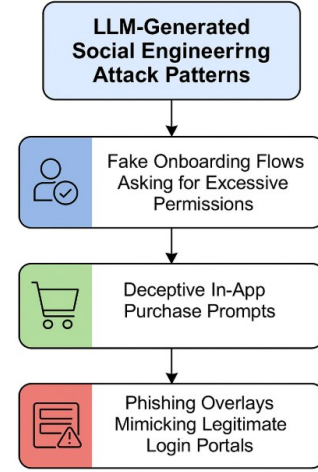 LLM-Generated
Social Engineerring
Attack Patterns
Fake Onboarding Flows
Asking for Excessive
Permissions
Deceptive In-App
Purchase Prompts
Phishing Overlays
Mimicking Legitimate
Login Portals